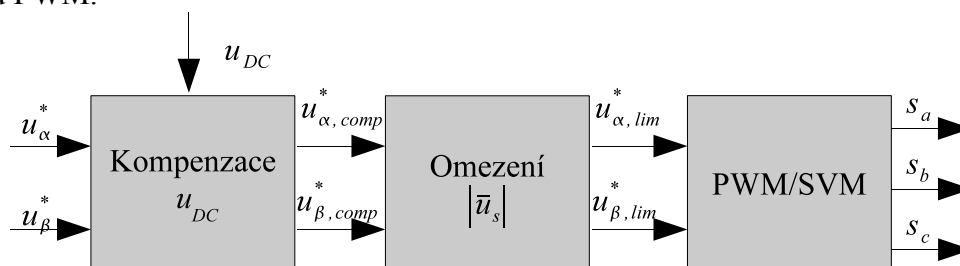 PWM.
u_DC
u*_α
u*_β
Kompenzace
u_DC
u*_α,comp
u*_β,comp
Omezení
|ū_s|
u*_α,lim
u*_β,lim
PWM/SVM
s_a
s_b
s_c